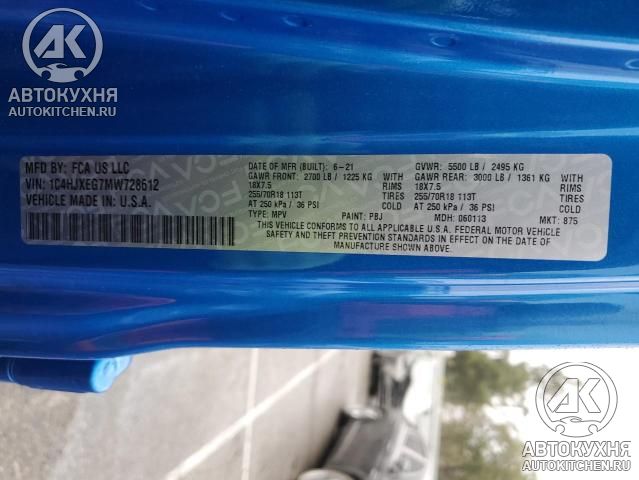 АК
АВТОКУХНЯ
AUTOKITCHEN.RU
MFD BY: FCA US LLC
VIN: 1C4HJXEG7MW728612
VEHICLE MADE IN: U.S.A.
DATE OF MFR (BUILT): 6-21
GAWR FRONT: 2700 LB / 1225 KG
WITH
18X7.5
RIMS
255/70R18 113T
TIRES
AT 250 kPa / 36 PSI
GVWR: 5500 LB / 2495 KG
GAWR REAR: 3000 LB / 1361 KG
WITH
18X7.5
RIMS
255/70R18 113T
TIRES
AT 250 kPa / 36 PSI
TYPE: MPV PAINT: PBJ MDH: 060113 MKT: 875
THIS VEHICLE CONFORMS TO ALL APPLICABLE U.S.A. FEDERAL MOTOR VEHICLE
SAFETY AND THEFT PREVENTION STANDARDS IN EFFECT ON THE DATE OF
MANUFACTURE SHOWN ABOVE.
АК
АВТОКУХНЯ
AUTOKITCHEN.RU